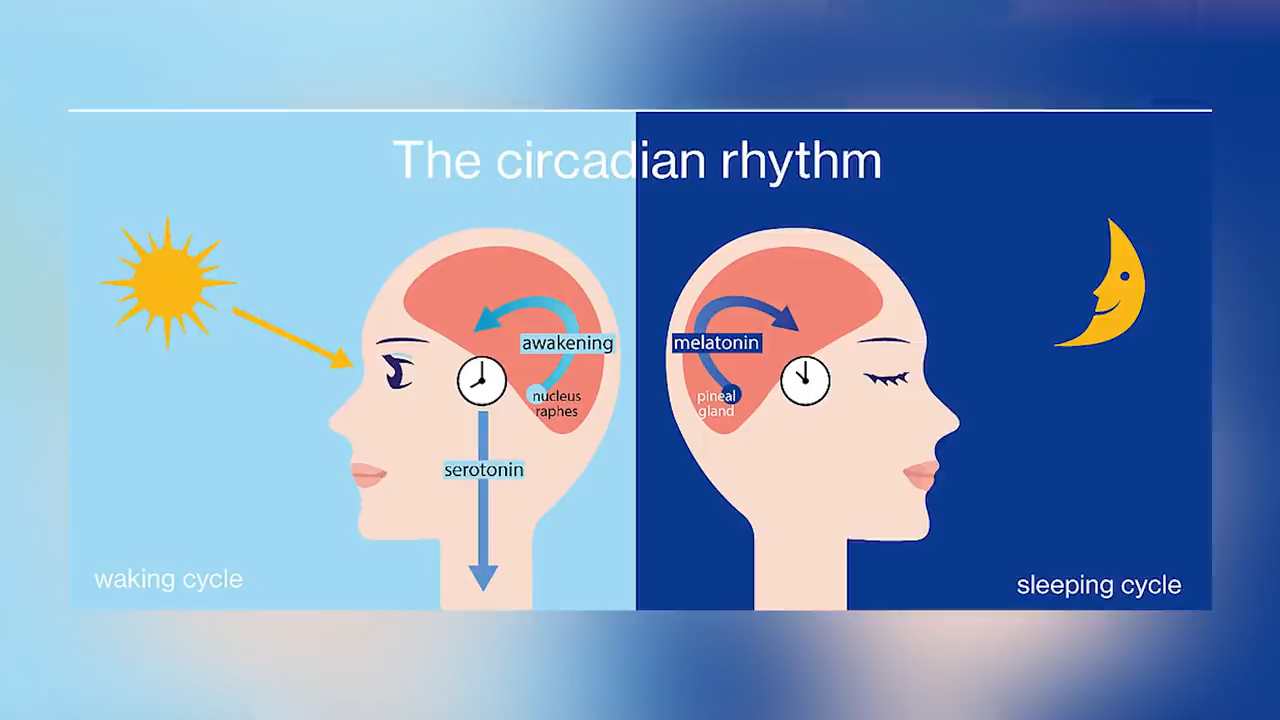 The circadian rhythm
awakening
nucleus
raphes
serotonin
waking cycle
melatonin
pineal
gland
sleeping cycle